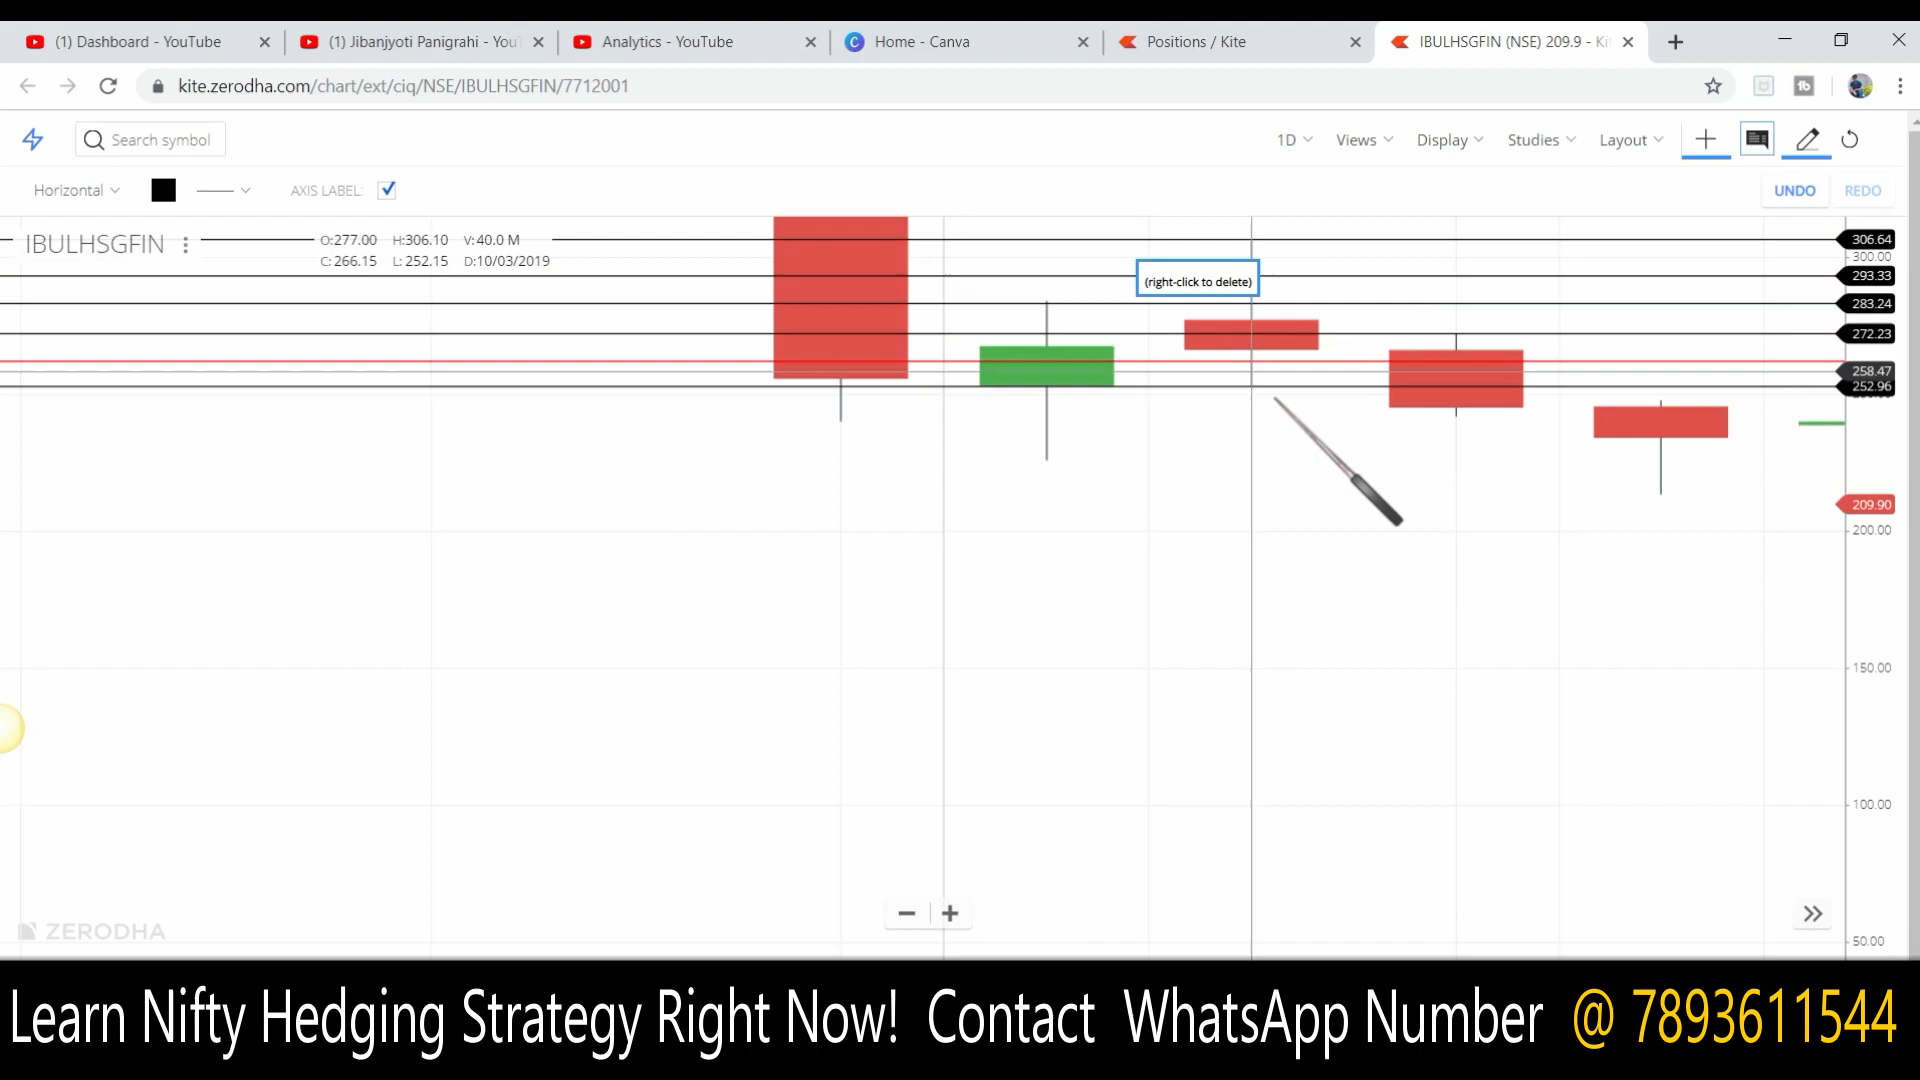 (1) Dashboard - YouTube
(1) Jibanjyoti Panigrahi - You
Analytics - YouTube
Home - Canva
Positions / Kite
IBULHSGFIN (NSE) 209.9 - Ki
kite.zerodha.com/chart/ext/ciq/NSE/IBULHSGFIN/7712001
Search symbol
1D
Views
Display
Studies
Layout
Horizontal
AXIS LABEL:
UNDO
REDO
IBULHSGFIN
O:277.00 H:306.10 V:40.0 M
C:266.15 L:252.15 D:10/03/2019
(right-click to delete)
306.64
300.00
293.33
283.24
272.23
258.47
252.96
209.90
200.00
150.00
100.00
50.00
ZERODHA
Learn Nifty Hedging Strategy Right Now! Contact WhatsApp Number @ 7893611544